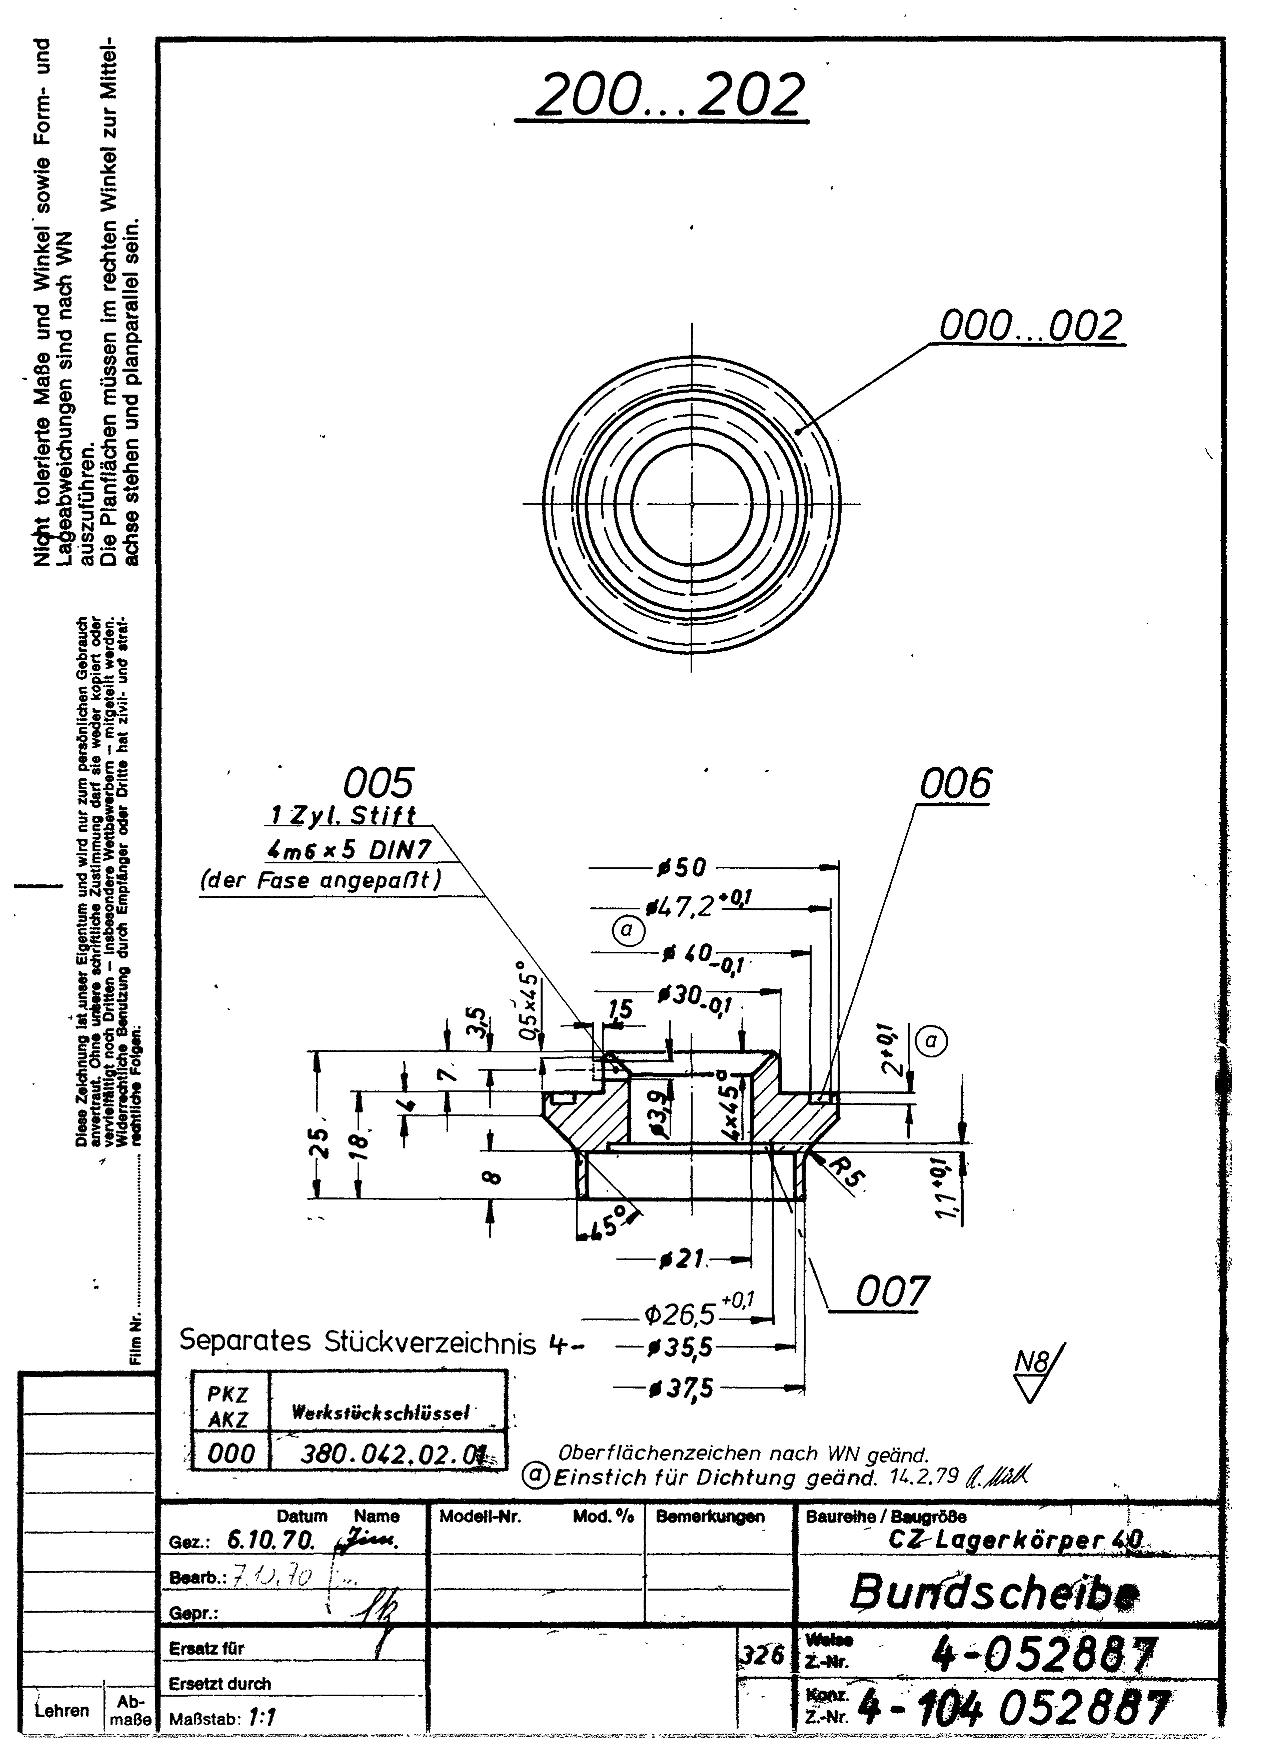 200...202
Nicht tolerierte Maße und Winkel sowie Form- und
Lageabweichungen sind nach WN
auszuführen.
Die Planflächen müssen im rechten Winkel zur Mittel-
achse stehen und planparallel sein.
Diese Zeichnung ist unser Eigentum und wird nur zum persönlichen Gebrauch
anvertraut. Ohne unsere schriftliche Zustimmung darf sie weder kopiert oder
vervielfältigt noch Dritten – insbesondere Wettbewerbern – mitgeteilt werden.
Widerrechtliche Benutzung durch Empfänger oder Dritte hat zivil- und straf-
rechtliche Folgen.
Film Nr.
000...002
005
1 Zyl. Stift
4m6×5 DIN7
(der Fase angepaßt)
006
ø50
ø47,2+0,1
a
ø40-0,1
ø30-0,1
1,5
0,5×45°
3,5
7
4
25
18
8
ø3,9
4×45°
2+0,1
a
1,1+0,1
R5
45°
ø21
007
Φ26,5+0,1
ø35,5
ø37,5
Separates Stückverzeichnis 4-
N8
PKZ
AKZ
Werkstückschlüssel
000
380.042.02.01
Oberflächenzeichen nach WN geänd.
a Einstich für Dichtung geänd. 14.2.79
Datum Name
Gez.: 6.10.70. Zim.
Bearb.: 7.10.70
Gepr.:
Modell-Nr. Mod.%
Bemerkungen
Baureihe / Baugröße
CZ-Lagerkörper 40
Bundscheibe
Ersatz für
Ersetzt durch
Maßstab: 1:1
326
Weise
Z.-Nr.
4-052887
Konz.
Z.-Nr.
4-104 052887
Lehren
Ab-
maße